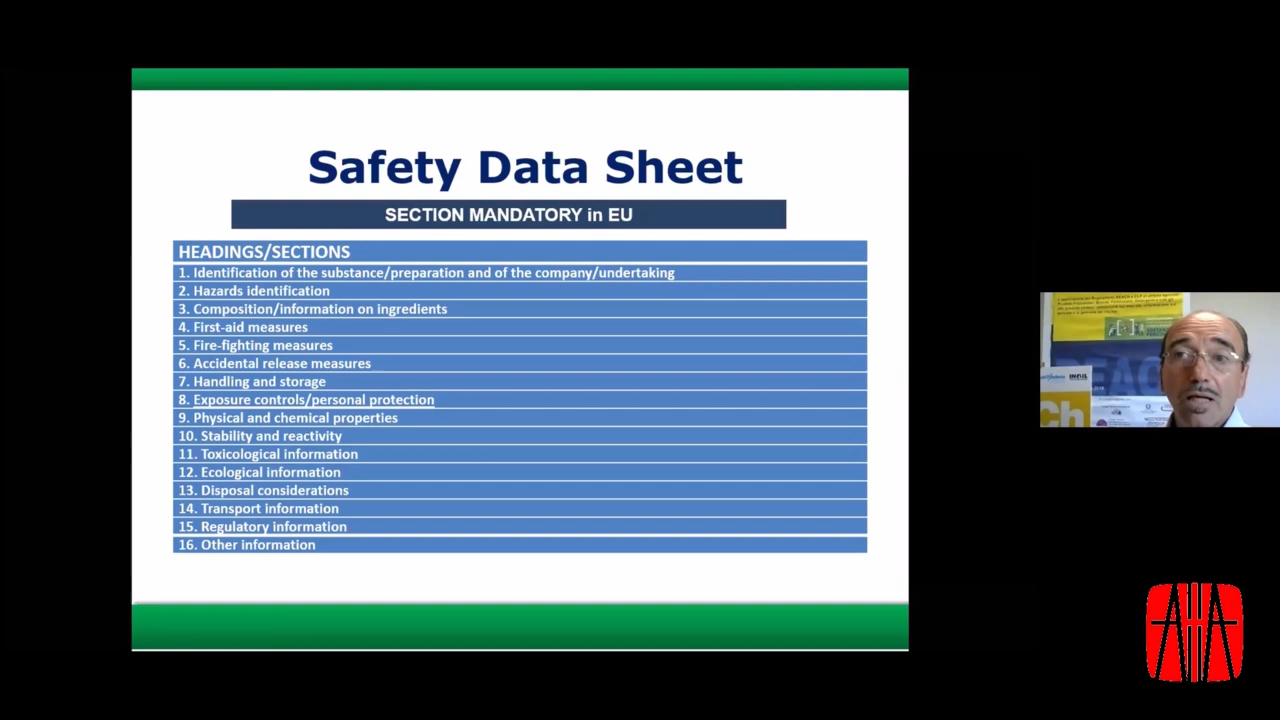 Safety Data Sheet
SECTION MANDATORY in EU
HEADINGS/SECTIONS
1. Identification of the substance/preparation and of the company/undertaking
2. Hazards identification
3. Composition/information on ingredients
4. First-aid measures
5. Fire-fighting measures
6. Accidental release measures
7. Handling and storage
8. Exposure controls/personal protection
9. Physical and chemical properties
10. Stability and reactivity
11. Toxicological information
12. Ecological information
13. Disposal considerations
14. Transport information
15. Regulatory information
16. Other information
REACH
Ch